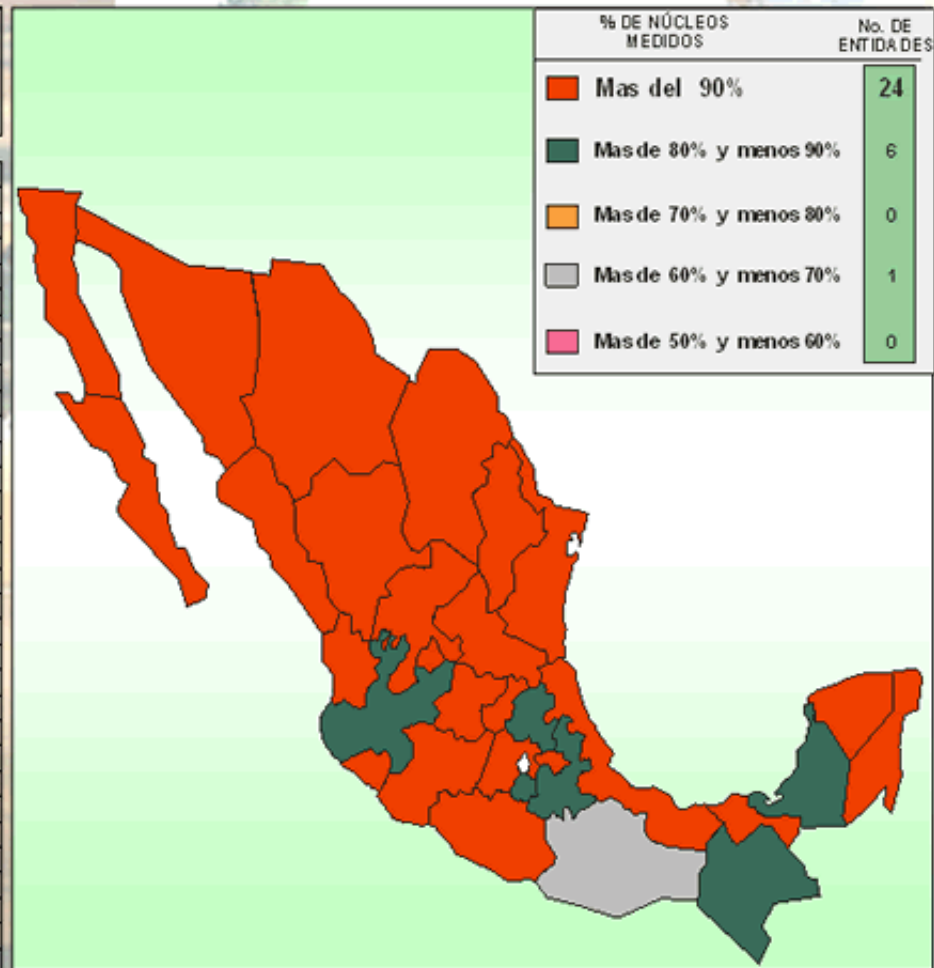 % DE NÚCLEOS
MEDIDOS
No. DE
ENTIDADES
Mas del 90%
24
Mas de 80% y menos 90%
6
Mas de 70% y menos 80%
0
Mas de 60% y menos 70%
1
Mas de 50% y menos 60%
0